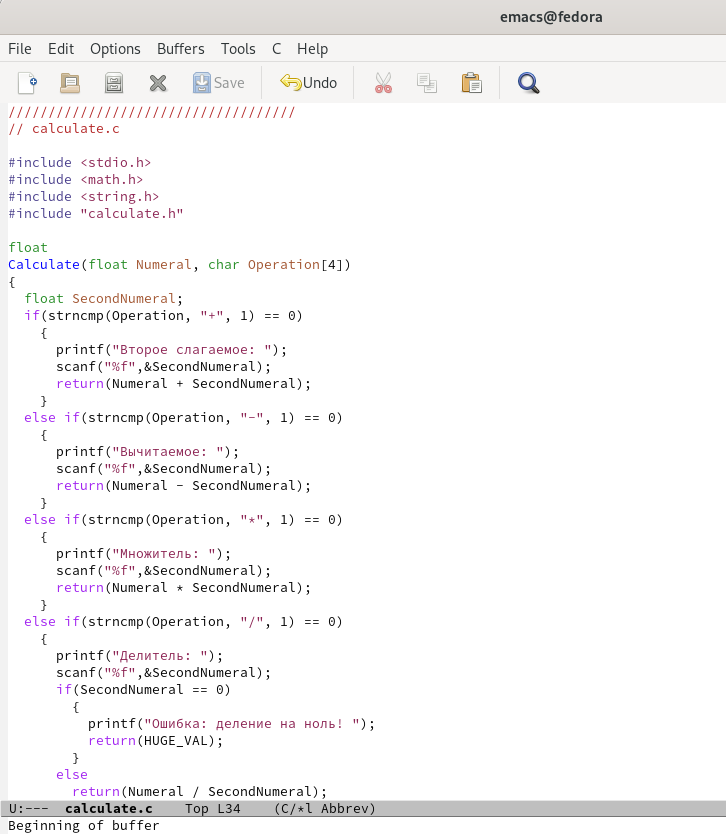 emacs@fedora
File Edit Options Buffers Tools C Help
Save Undo
////////////////////////////////////
// calculate.c
#include <stdio.h>
#include <math.h>
#include <string.h>
#include "calculate.h"
float
Calculate(float Numeral, char Operation[4])
{
  float SecondNumeral;
  if(strncmp(Operation, "+", 1) == 0)
    {
      printf("Второе слагаемое: ");
      scanf("%f",&SecondNumeral);
      return(Numeral + SecondNumeral);
    }
  else if(strncmp(Operation, "-", 1) == 0)
    {
      printf("Вычитаемое: ");
      scanf("%f",&SecondNumeral);
      return(Numeral - SecondNumeral);
    }
  else if(strncmp(Operation, "*", 1) == 0)
    {
      printf("Множитель: ");
      scanf("%f",&SecondNumeral);
      return(Numeral * SecondNumeral);
    }
  else if(strncmp(Operation, "/", 1) == 0)
    {
      printf("Делитель: ");
      scanf("%f",&SecondNumeral);
      if(SecondNumeral == 0)
        {
          printf("Ошибка: деление на ноль! ");
          return(HUGE_VAL);
        }
      else
        return(Numeral / SecondNumeral);
U:--- calculate.c Top L34 (C/*l Abbrev)
Beginning of buffer